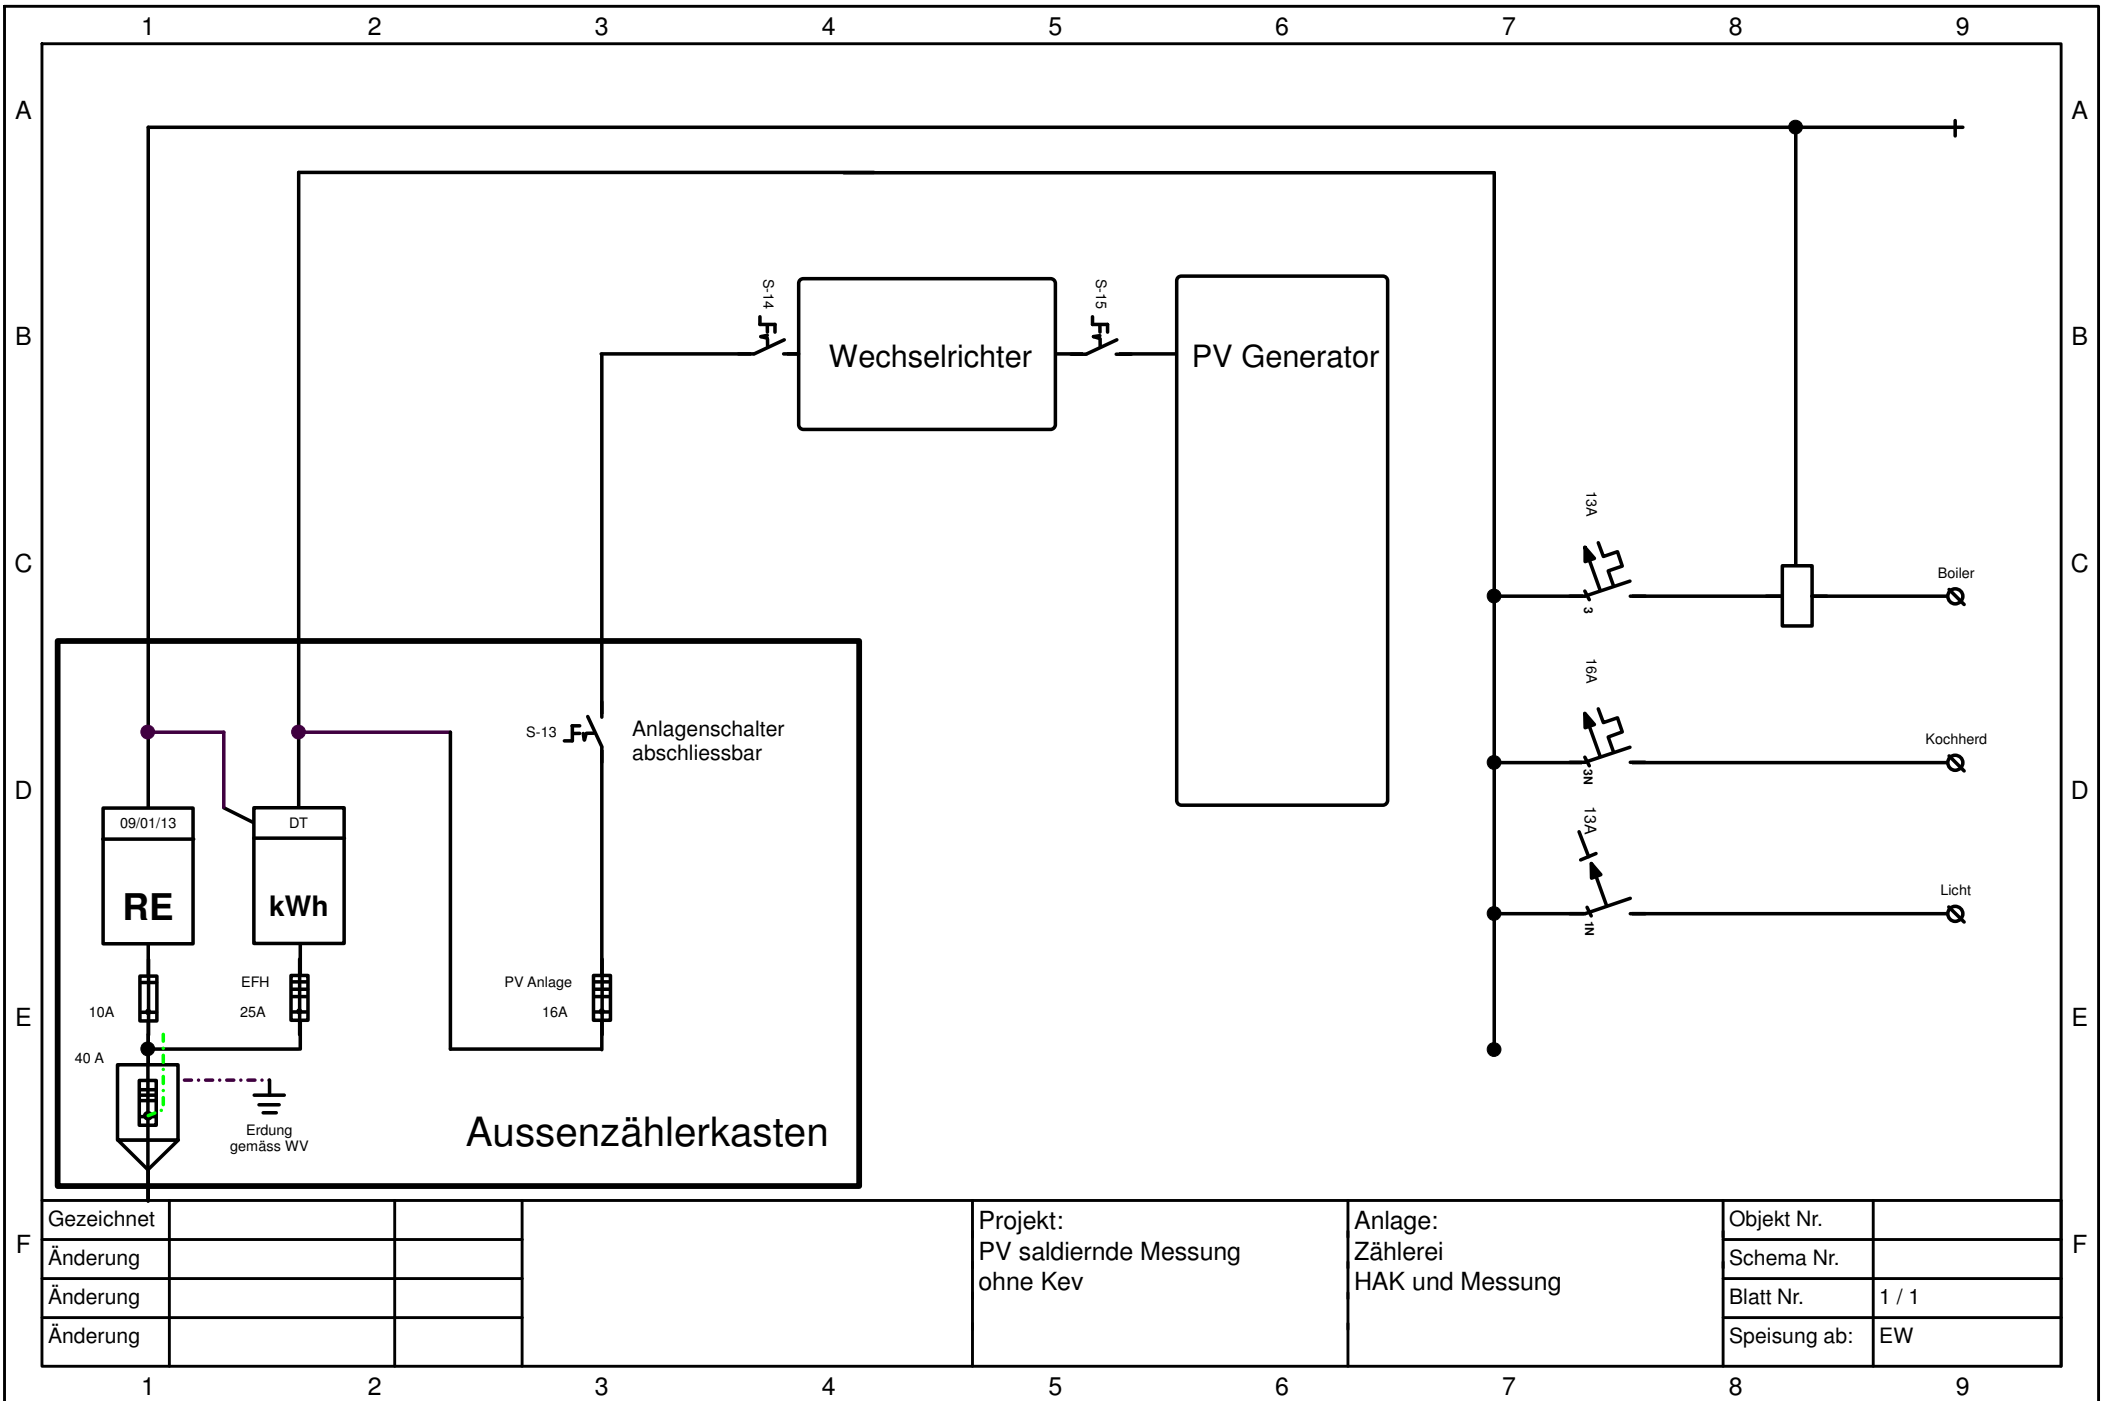 1 2 3 4 5 6 7 8 9
A A
S-14
S-15
B B
Wechselrichter
PV Generator
13A
C C
Boiler
3
16A
S-13
Anlagenschalter
abschliessbar
Kochherd
3N
D D
13A
09/01/13
DT
Licht
RE
kWh
1N
EFH
PV Anlage
10A
25A
16A
E E
40 A
Erdung
gemäss WV
Aussenzählerkasten
F F
Gezeichnet
Änderung
Änderung
Änderung
Projekt:
PV saldiernde Messung
ohne Kev
Anlage:
Zählerei
HAK und Messung
Objekt Nr.
Schema Nr.
Blatt Nr. 1 / 1
Speisung ab: EW
1 2 3 4 5 6 7 8 9